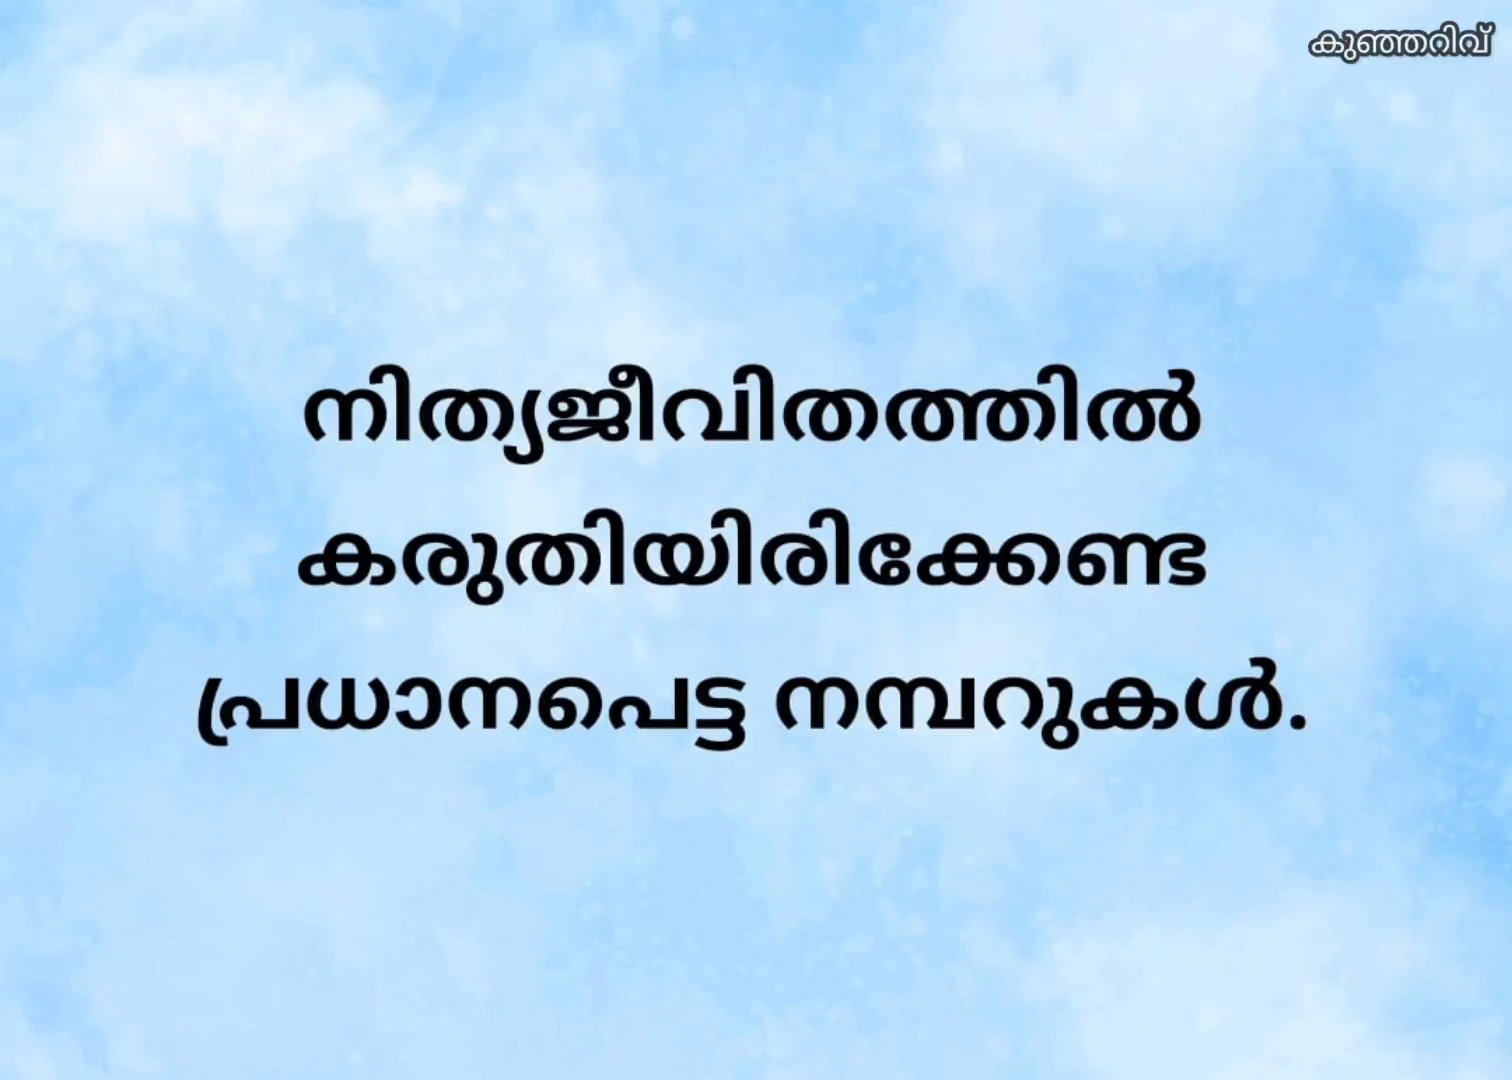 കുഞ്ഞറിവ്
നിത്യജീവിതത്തിൽ
കരുതിയിരിക്കേണ്ട
പ്രധാനപെട്ട നമ്പറുകൾ.